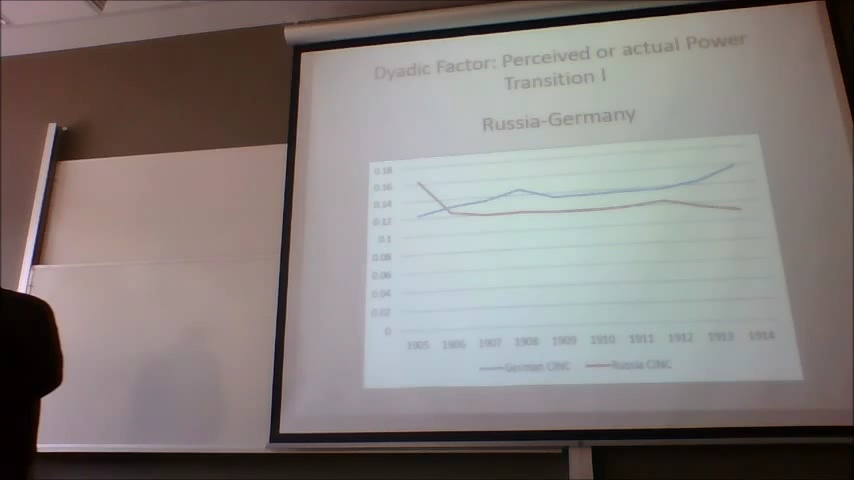 Dyadic Factor: Perceived or actual Power
Transition I
Russia-Germany
0.18
0.16
0.14
0.12
0.1
0.08
0.06
0.04
0.02
0
1905 1906 1907 1908 1909 1910 1911 1912 1913 1914
German CINC Russia CINC